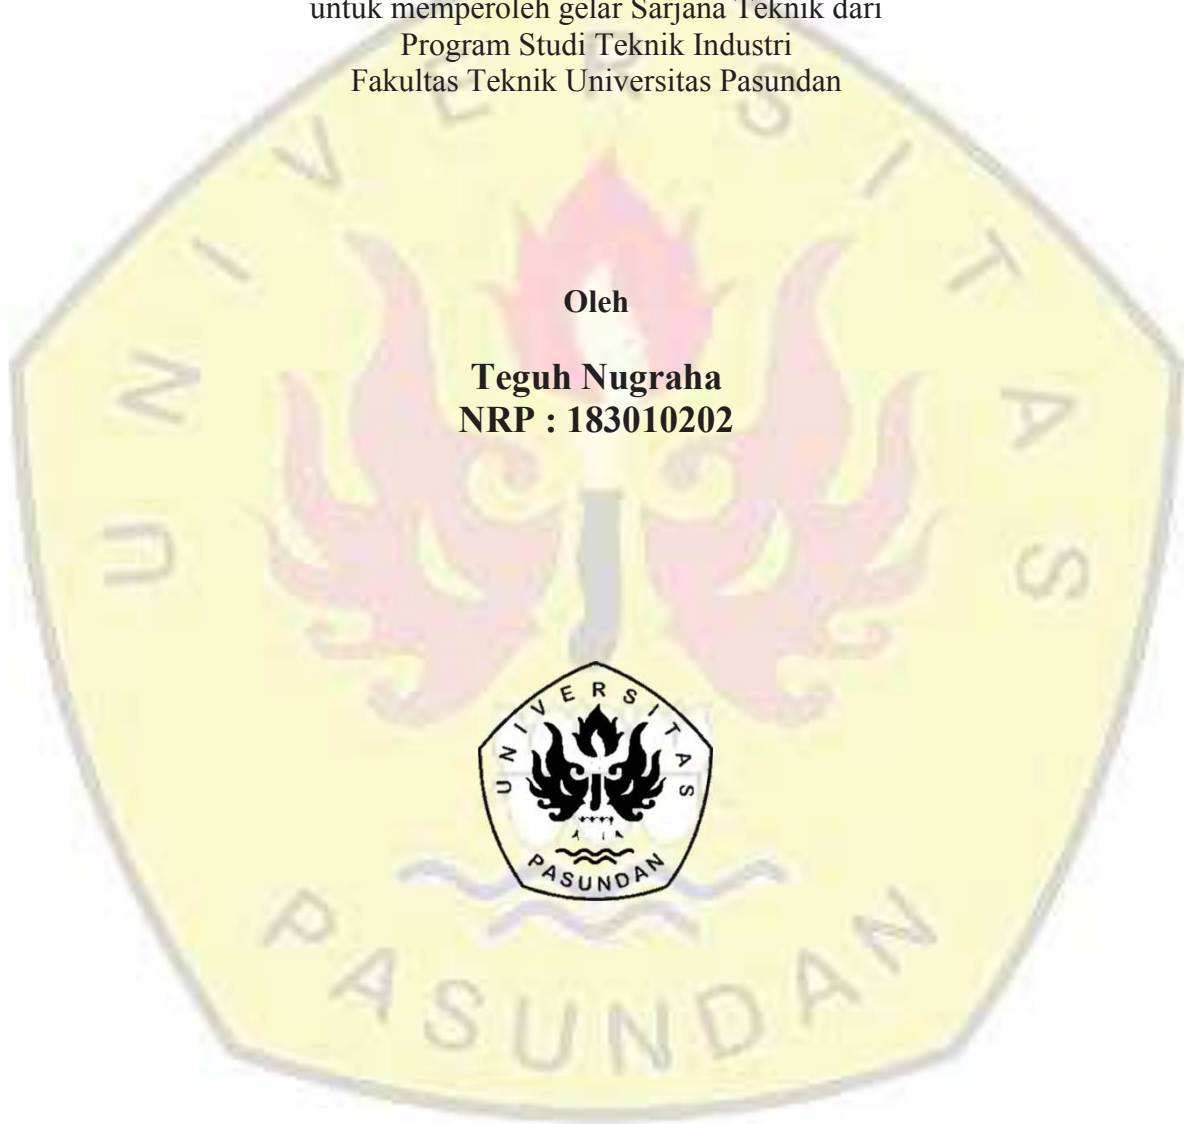 untuk memperoleh gelar Sarjana Teknik dari
Program Studi Teknik Industri
Fakultas Teknik Universitas Pasundan
Oleh
Teguh Nugraha
NRP : 183010202
UNIVERSITAS
PASUNDAN
UNIVERSITAS
PASUNDAN